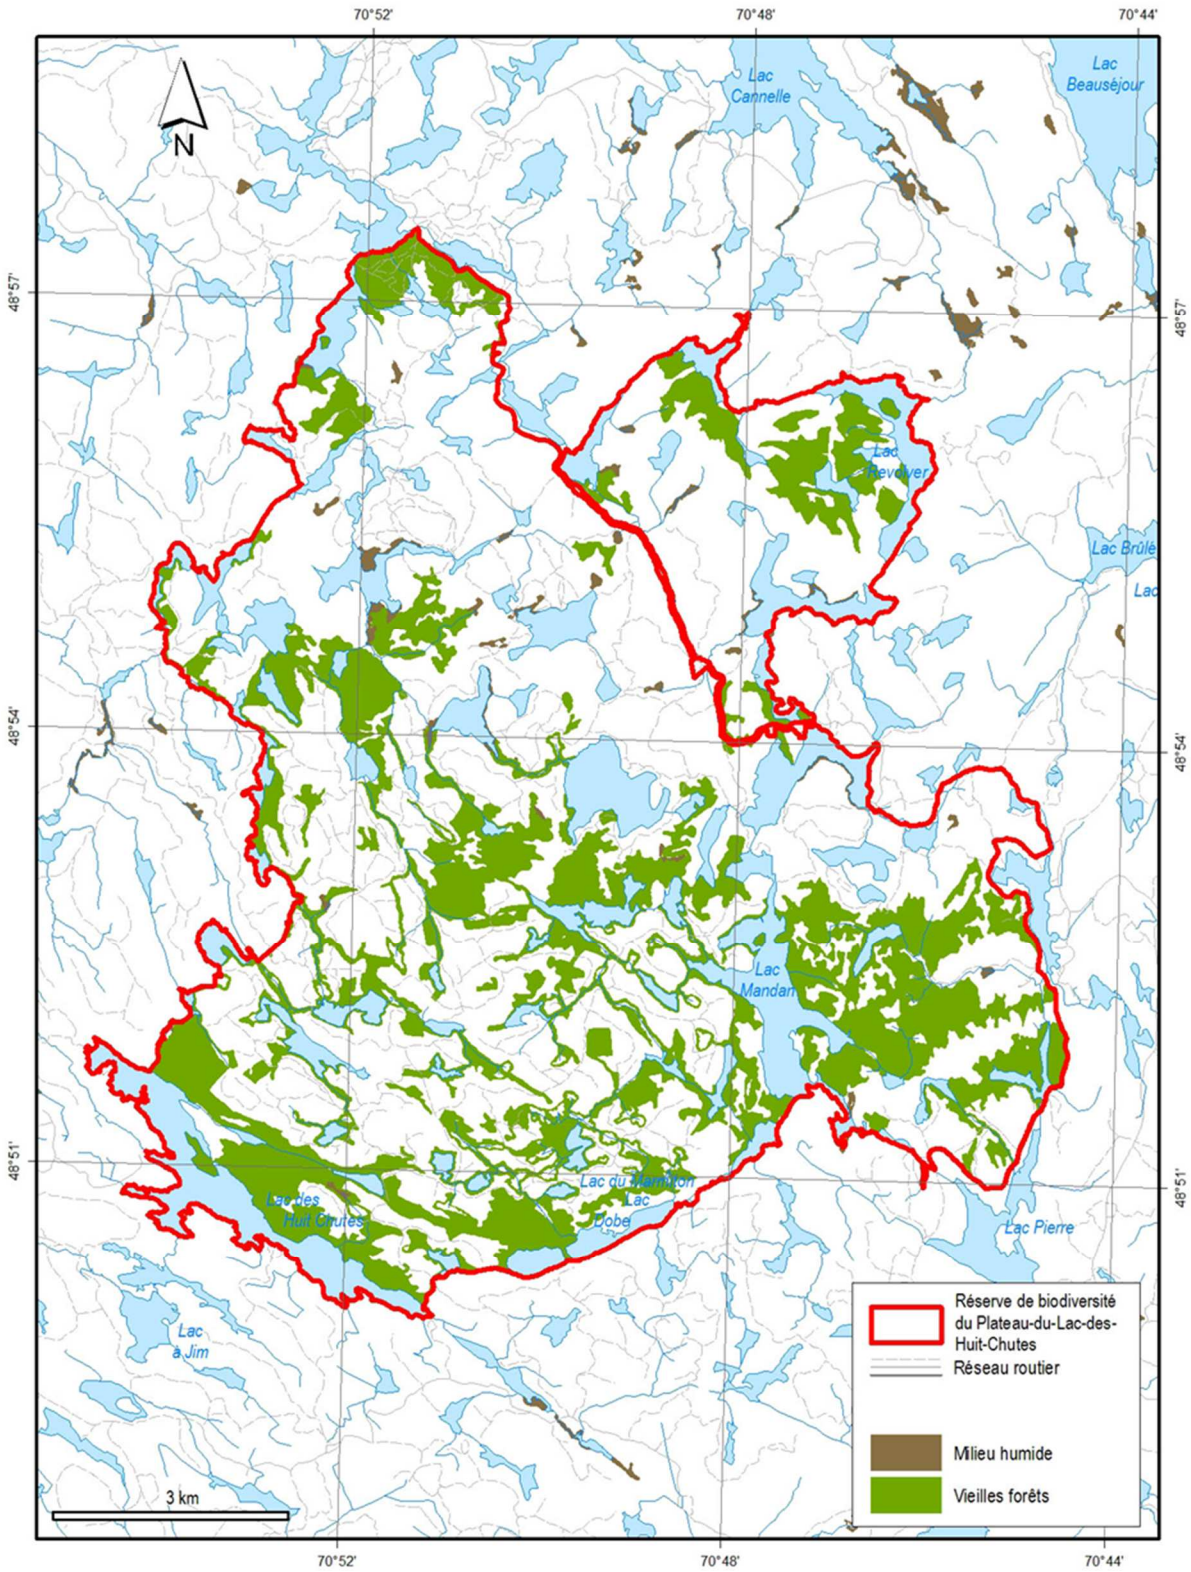 70°52'
70°48'
70°44'
Lac
Cannelle
Lac
Beauséjour
N
48°57'
48°57'
Lac
Revolver
Lac Brûlé
Lac
48°54'
48°54'
Lac
Mandan
48°51'
48°51'
Lac du Mamiton
Lac
Dobe
Lac des
Huit Chutes
Lac Pierre
Lac
à Jim
Réserve de biodiversité
du Plateau-du-Lac-des-
Huit-Chutes
Réseau routier
Milieu humide
Vieilles forêts
3 km
70°52'
70°48'
70°44'